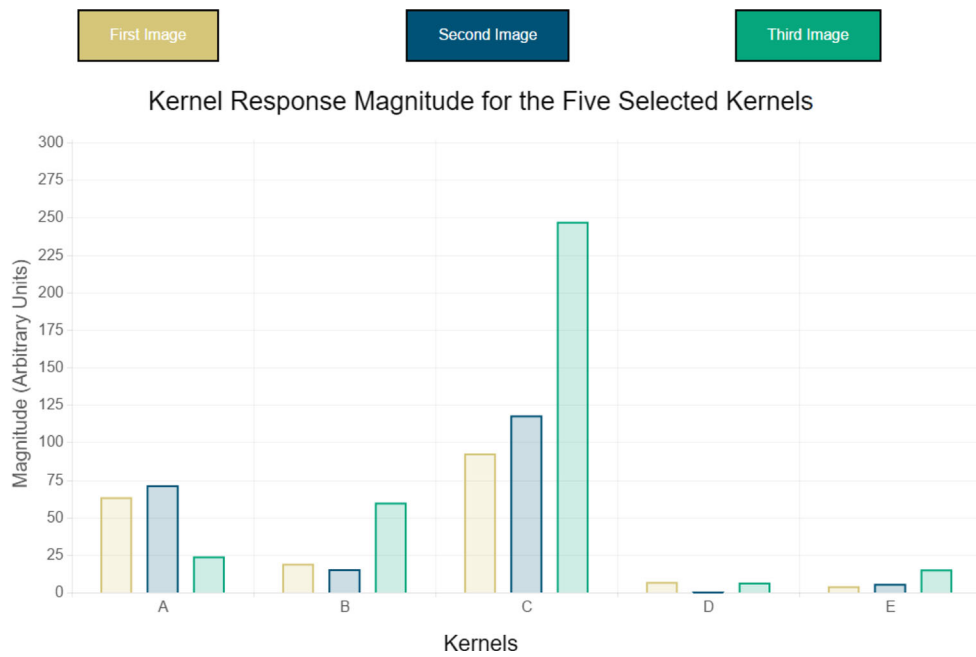 First Image
Second Image
Third Image
Kernel Response Magnitude for the Five Selected Kernels
Magnitude (Arbitrary Units)
300
275
250
225
200
175
150
125
100
75
50
25
0
A B C D E
Kernels